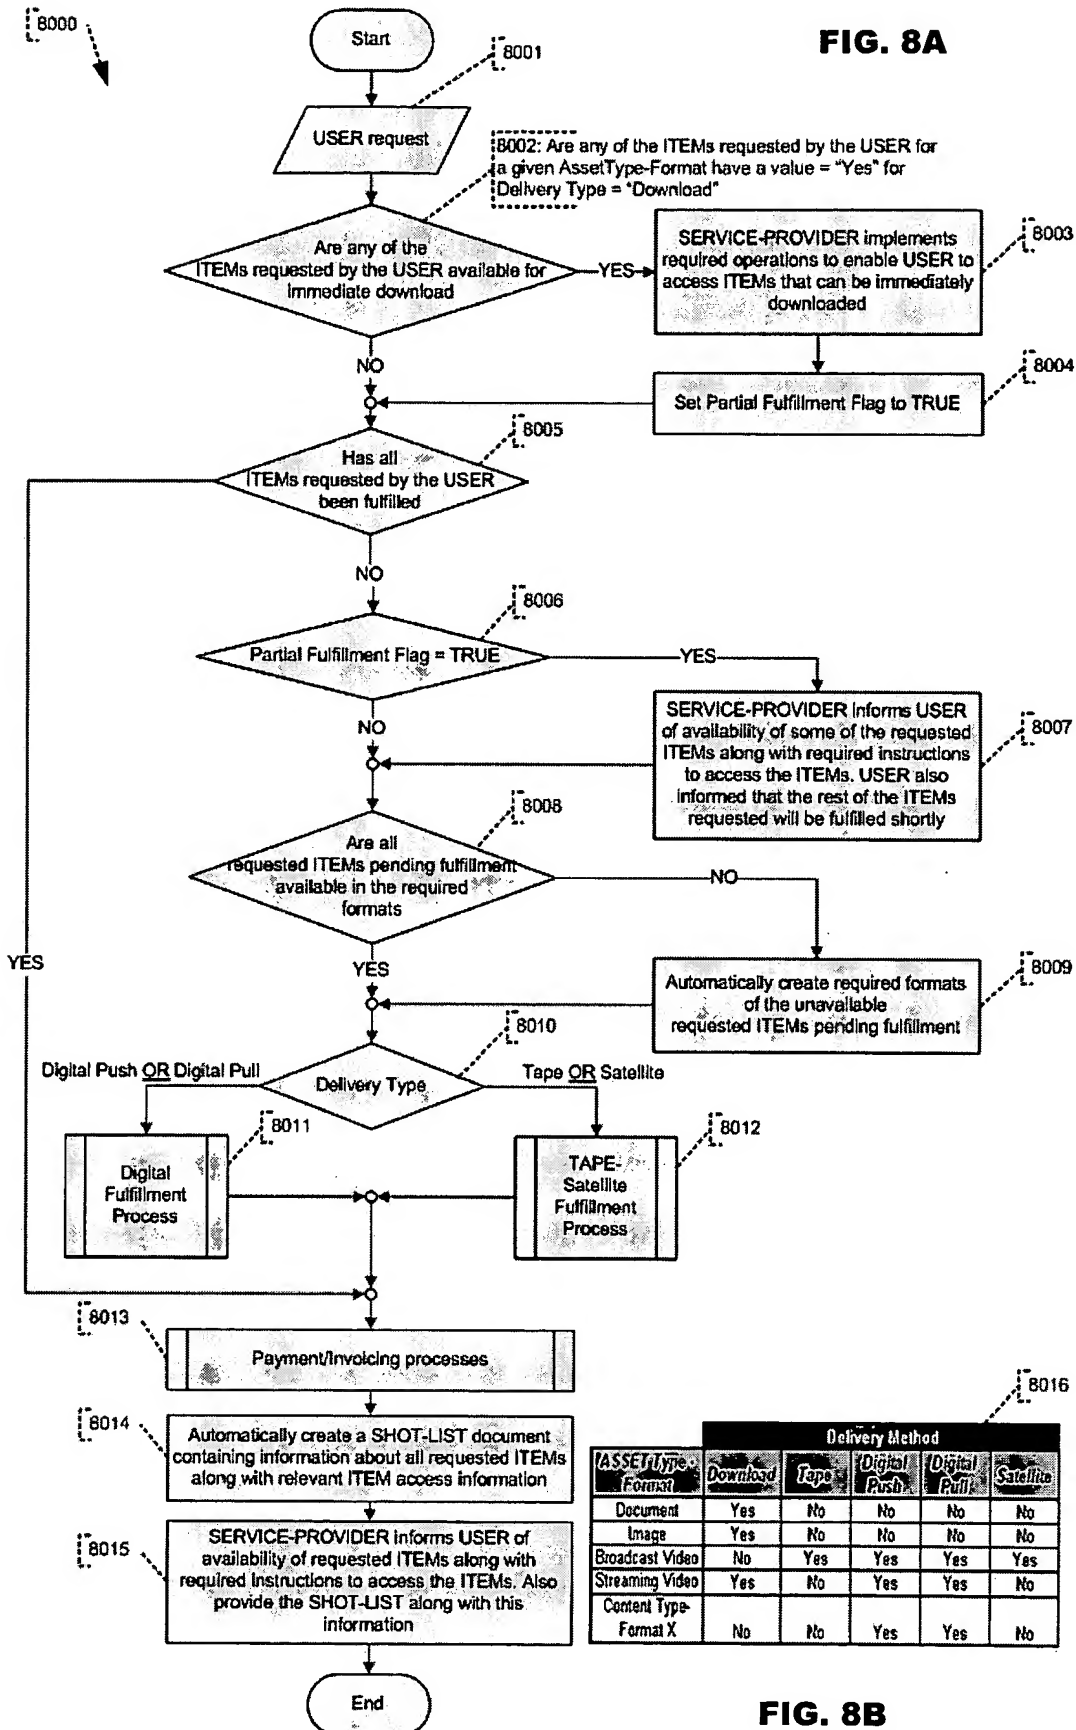 8000
Start
FIG. 8A
8001
USER request
8002: Are any of the ITEMs requested by the USER for
a given AssetType-Format have a value = "Yes" for
Delivery Type = "Download"
Are any of the
ITEMs requested by the USER available for
immediate download
YES
SERVICE-PROVIDER implements
required operations to enable USER to
access ITEMs that can be immediately
downloaded
8003
NO
8004
Set Partial Fulfillment Flag to TRUE
8005
Has all
ITEMs requested by the USER
been fulfilled
NO
8006
Partial Fulfillment Flag = TRUE
YES
NO
SERVICE-PROVIDER informs USER
of availability of some of the requested
ITEMs along with required instructions
to access the ITEMs. USER also
informed that the rest of the ITEMs
requested will be fulfilled shortly
8007
8008
Are all
requested ITEMs pending fulfillment
available in the required
formats
NO
YES
YES
Automatically create required formats
of the unavailable
requested ITEMs pending fulfillment
8009
8010
Digital Push OR Digital Pull
Delivery Type
Tape OR Satellite
8011
8012
Digital
Fulfillment
Process
TAPE-
Satellite
Fulfillment
Process
8013
Payment/Invoicing processes
8014
Automatically create a SHOT-LIST document
containing information about all requested ITEMs
along with relevant ITEM access information
8015
SERVICE-PROVIDER informs USER of
availability of requested ITEMs along with
required instructions to access the ITEMs. Also
provide the SHOT-LIST along with this
information
End
8016
Delivery Method
ASSET Type - Format Download Tape Digital Push Digital Pull Satellite
Document Yes No No No No
Image Yes No No No No
Broadcast Video No Yes Yes Yes Yes
Streaming Video Yes No Yes Yes No
Content Type-
Format X No No Yes Yes No
FIG. 8B